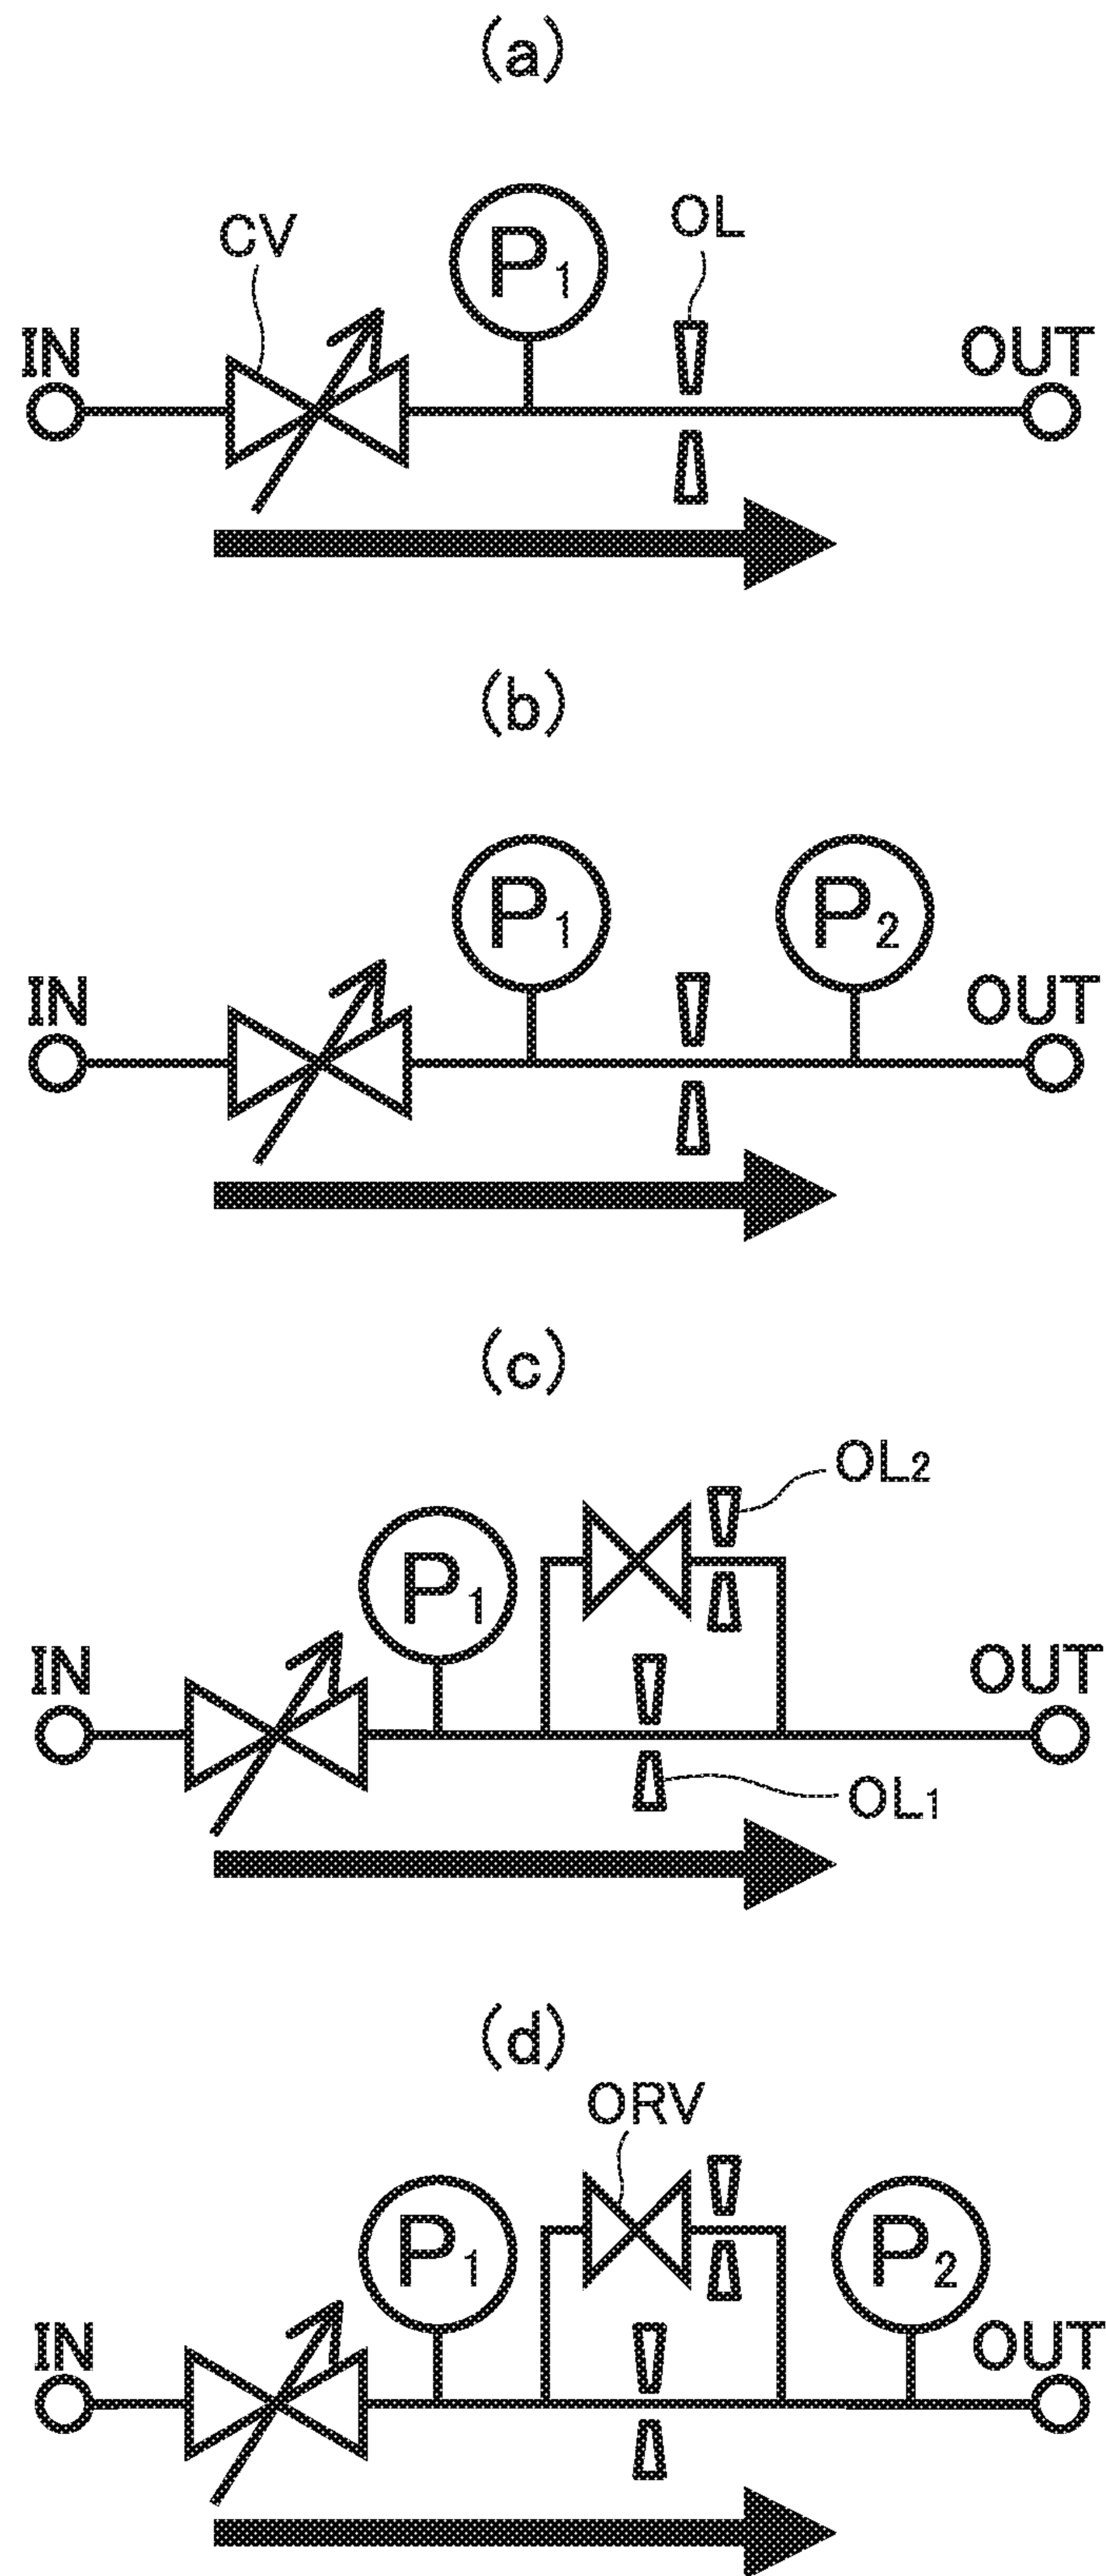 (a)
CV
P1
OL
IN
OUT
(b)
P1
P2
IN
OUT
(c)
OL2
P1
IN
OUT
OL1
(d)
ORV
P1
P2
IN
OUT